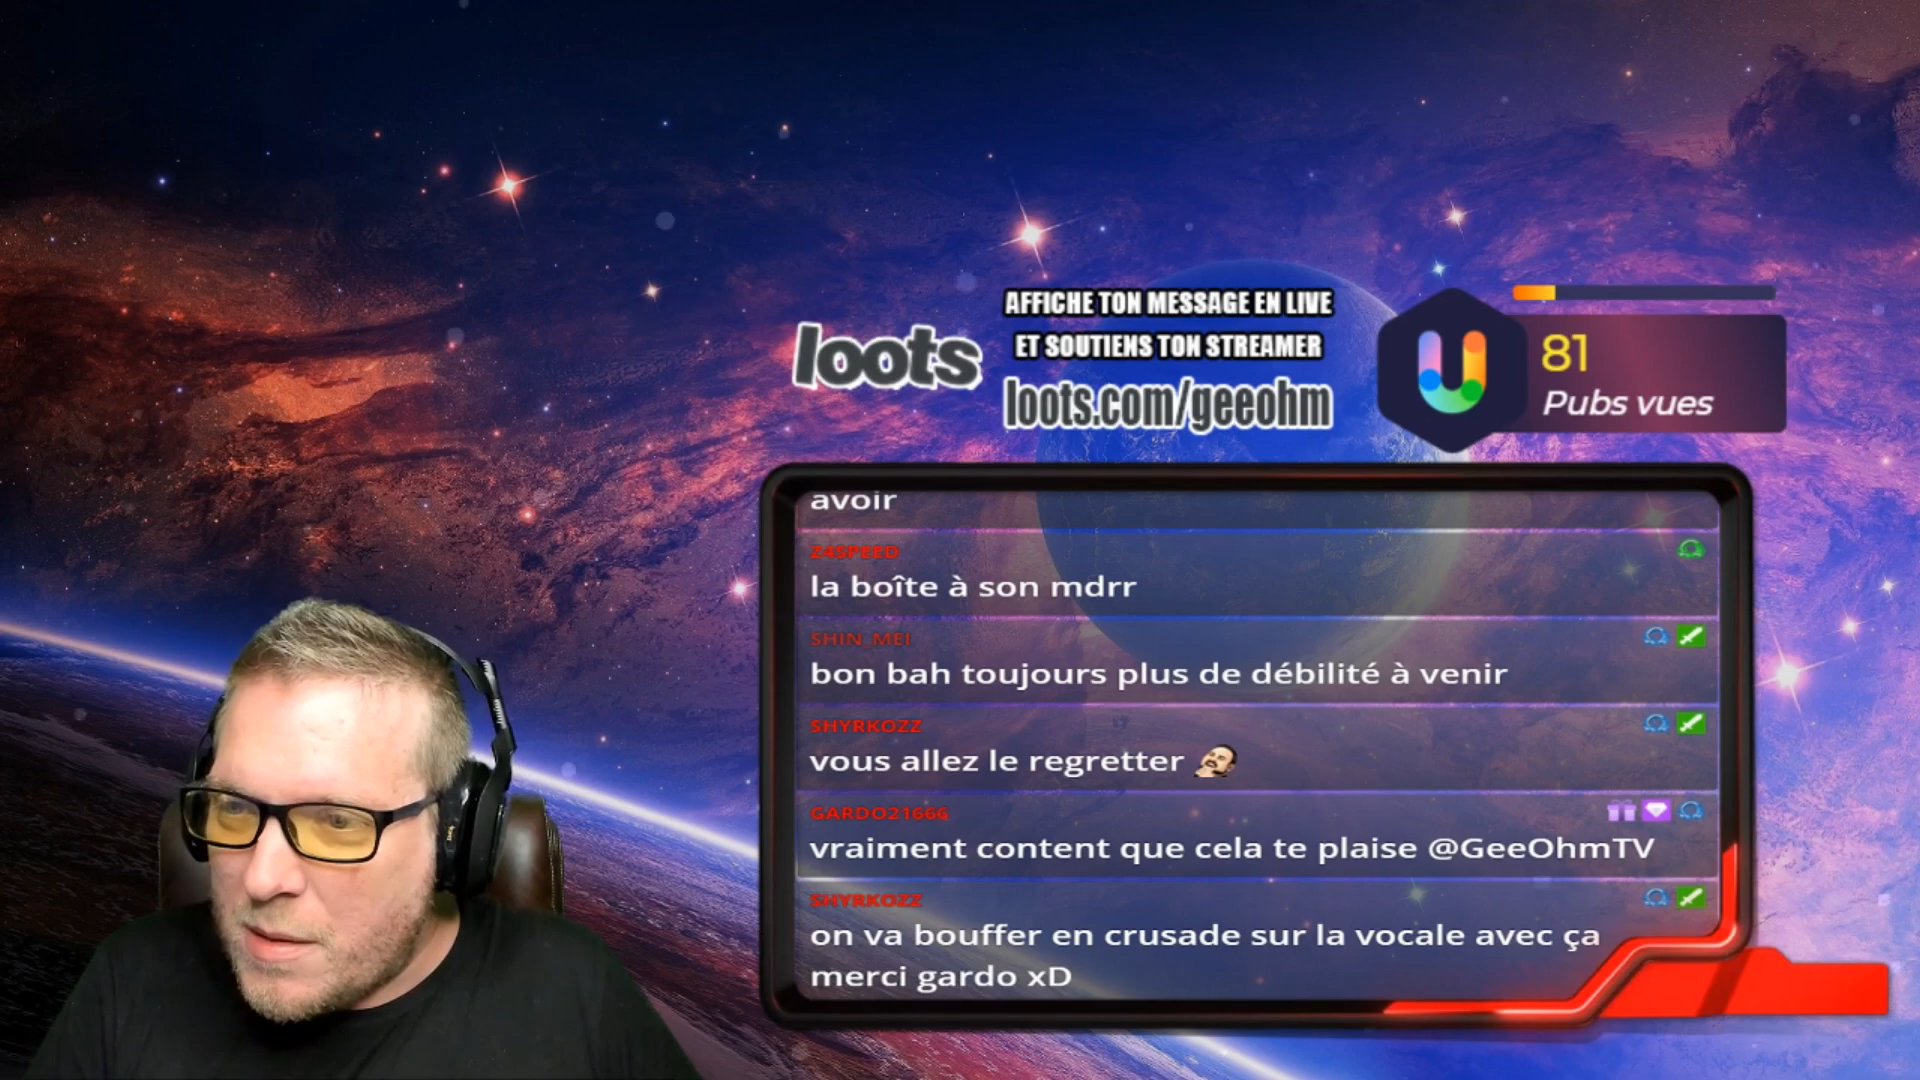 AFFICHE TON MESSAGE EN LIVE
ET SOUTIENS TON STREAMER
loots
loots.com/geeohm
81
Pubs vues
avoir
Z4SPEED
la boîte à son mdrr
SHIN_MEI
bon bah toujours plus de débilité à venir
SHYRKOZZ
vous allez le regretter
GARDO21666
vraiment content que cela te plaise @GeeOhmTV
SHYRKOZZ
on va bouffer en crusade sur la vocale avec ça
merci gardo xD